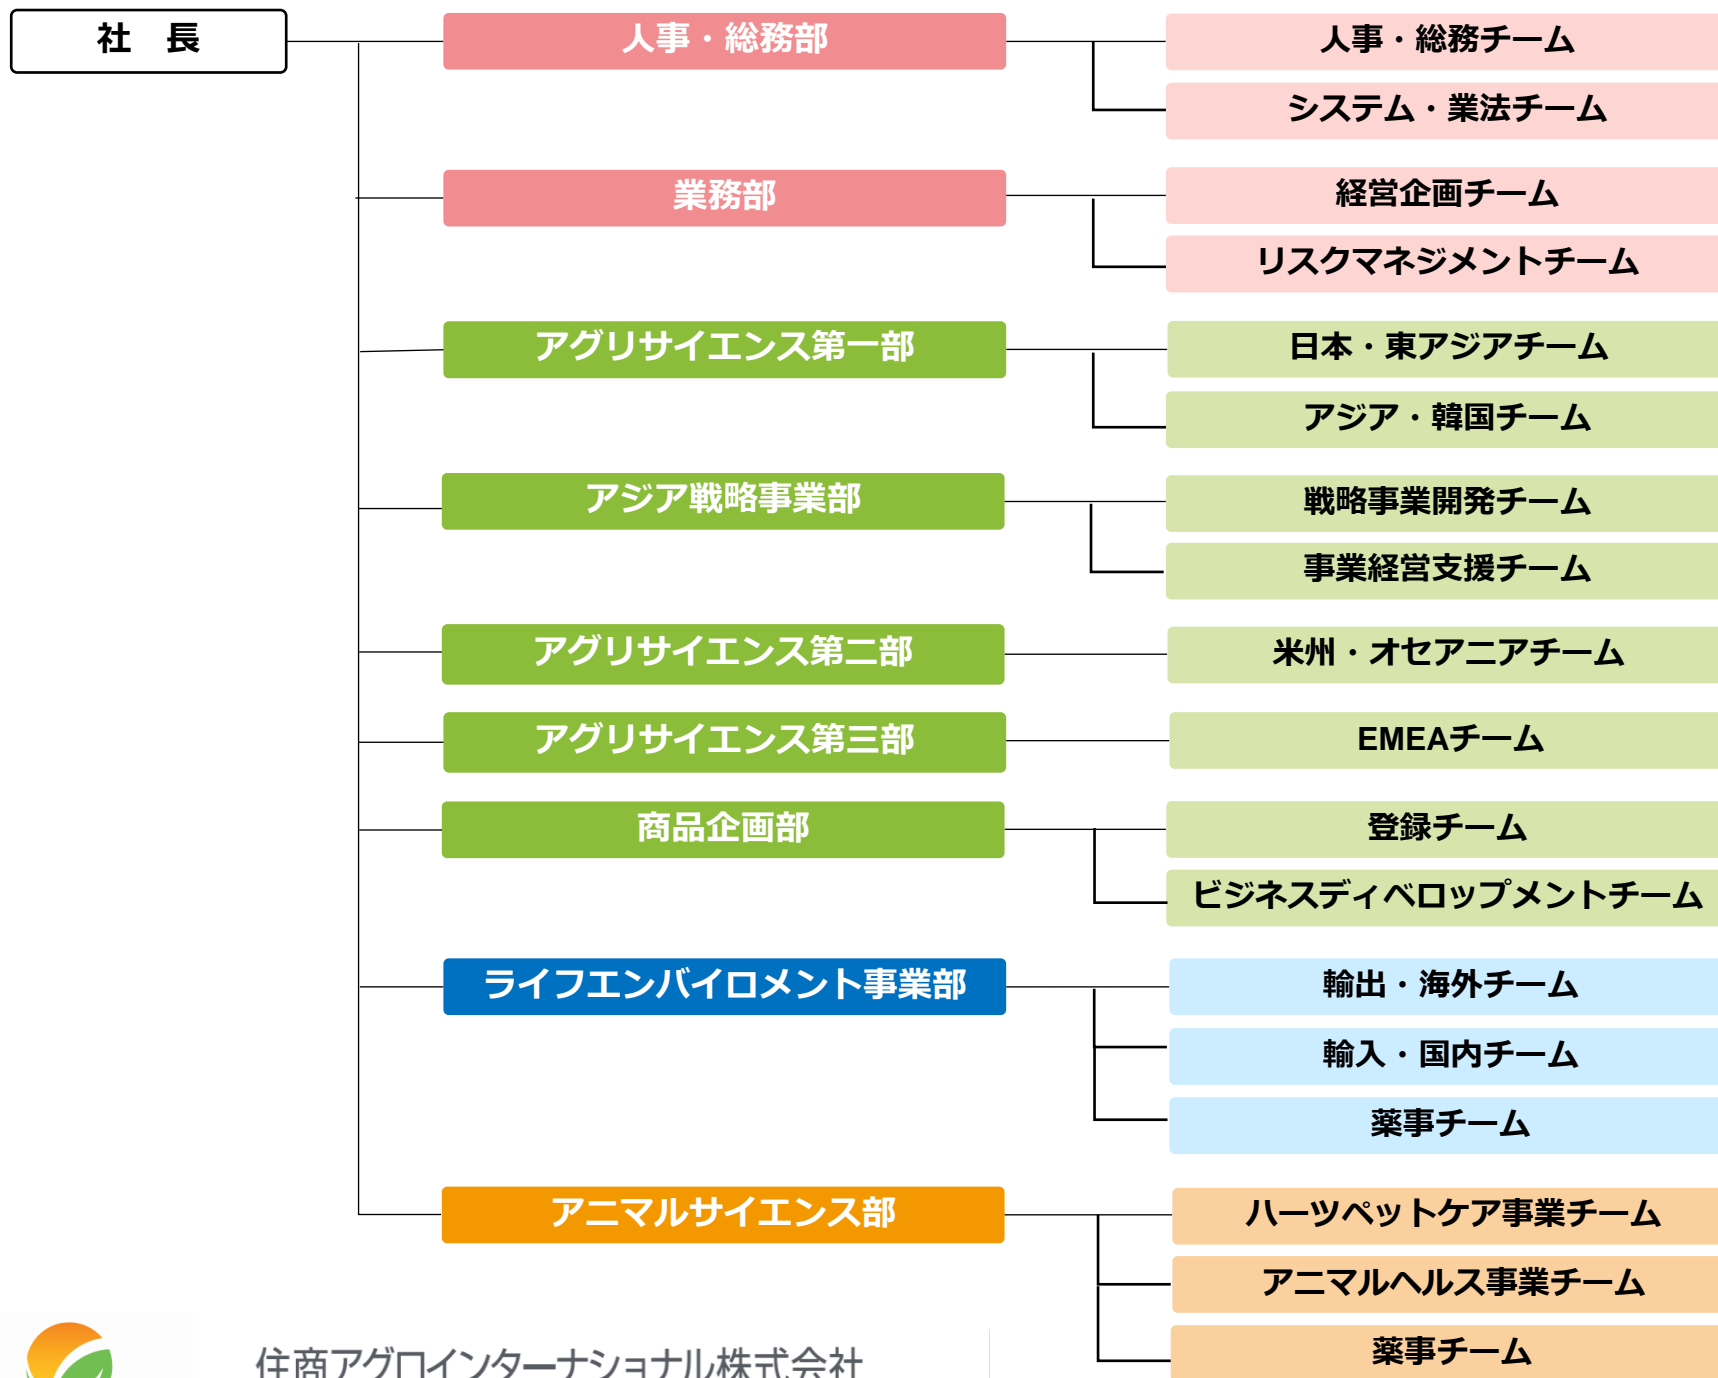 社　長
人事・総務部
人事・総務チーム
システム・業法チーム
業務部
経営企画チーム
リスクマネジメントチーム
アグリサイエンス第一部
日本・東アジアチーム
アジア・韓国チーム
アジア戦略事業部
戦略事業開発チーム
事業経営支援チーム
アグリサイエンス第二部
米州・オセアニアチーム
アグリサイエンス第三部
EMEAチーム
商品企画部
登録チーム
ビジネスディベロップメントチーム
ライフエンバイロメント事業部
輸出・海外チーム
輸入・国内チーム
薬事チーム
アニマルサイエンス部
ハーツペットケア事業チーム
アニマルヘルス事業チーム
薬事チーム
住商アグロインターナショナル株式会社